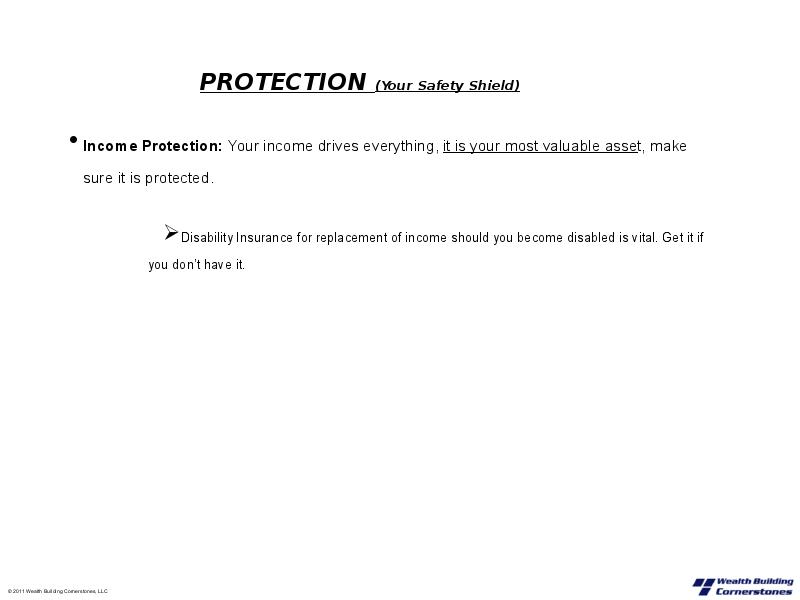 PROTECTION (Your Safety Shield)
• Income Protection: Your income drives everything, it is your most valuable asset, make
sure it is protected.
➢Disability Insurance for replacement of income should you become disabled is vital. Get it if
you don't have it.
© 2011 Wealth Building Cornerstones, LLC
Wealth Building
Cornerstones